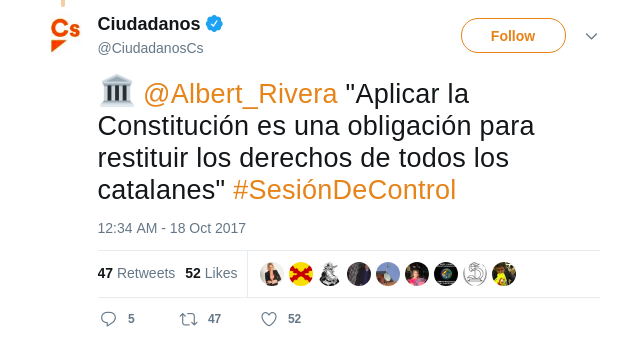 Cs
Ciudadanos
@CiudadanosCs
Follow
@Albert_Rivera "Aplicar la
Constitución es una obligación para
restituir los derechos de todos los
catalanes" #SesiónDeControl
12:34 AM - 18 Oct 2017
47 Retweets 52 Likes
5 47 52